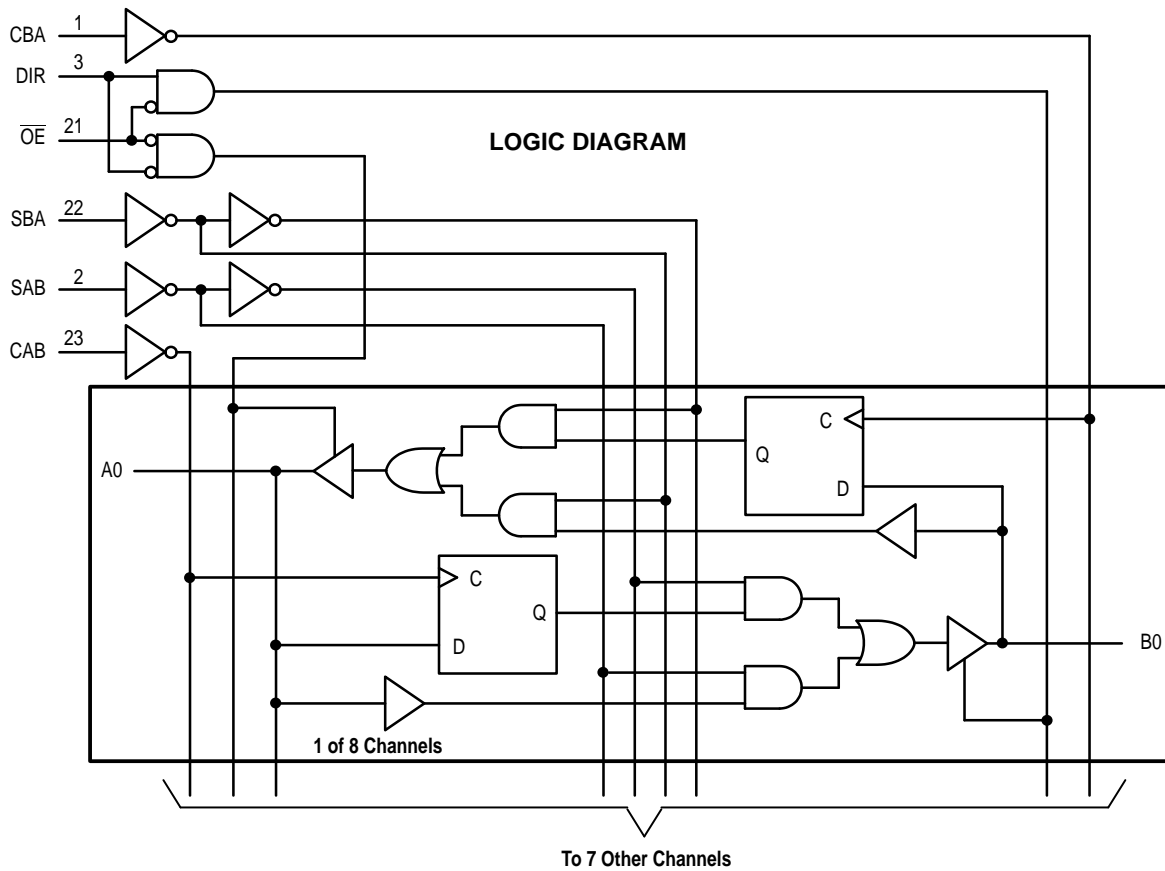 CBA 1
DIR 3
OE 21
LOGIC DIAGRAM
SBA 22
SAB 2
CAB 23
C
Q
A0
D
C
Q
D
B0
1 of 8 Channels
To 7 Other Channels